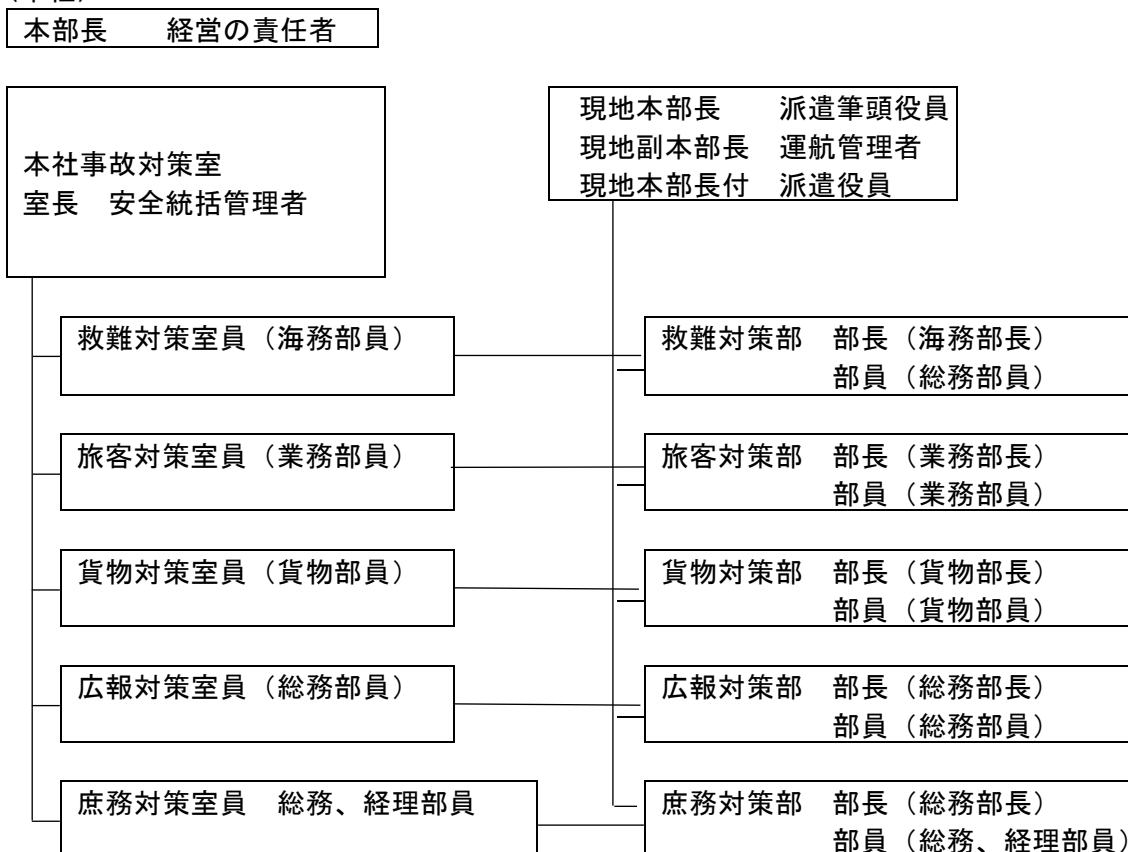 本部長　　経営の責任者
本社事故対策室
室長　安全統括管理者
現地本部長　　派遣筆頭役員
現地副本部長　運航管理者
現地本部長付　派遣役員
救難対策室員（海務部員）
救難対策部　部長（海務部長）
部員（総務部員）
旅客対策室員（業務部員）
旅客対策部　部長（業務部長）
部員（業務部員）
貨物対策室員（貨物部員）
貨物対策部　部長（貨物部長）
部員（貨物部員）
広報対策室員（総務部員）
広報対策部　部長（総務部長）
部員（総務部員）
庶務対策室員　総務、経理部員
庶務対策部　部長（総務部長）
部員（総務、経理部員）